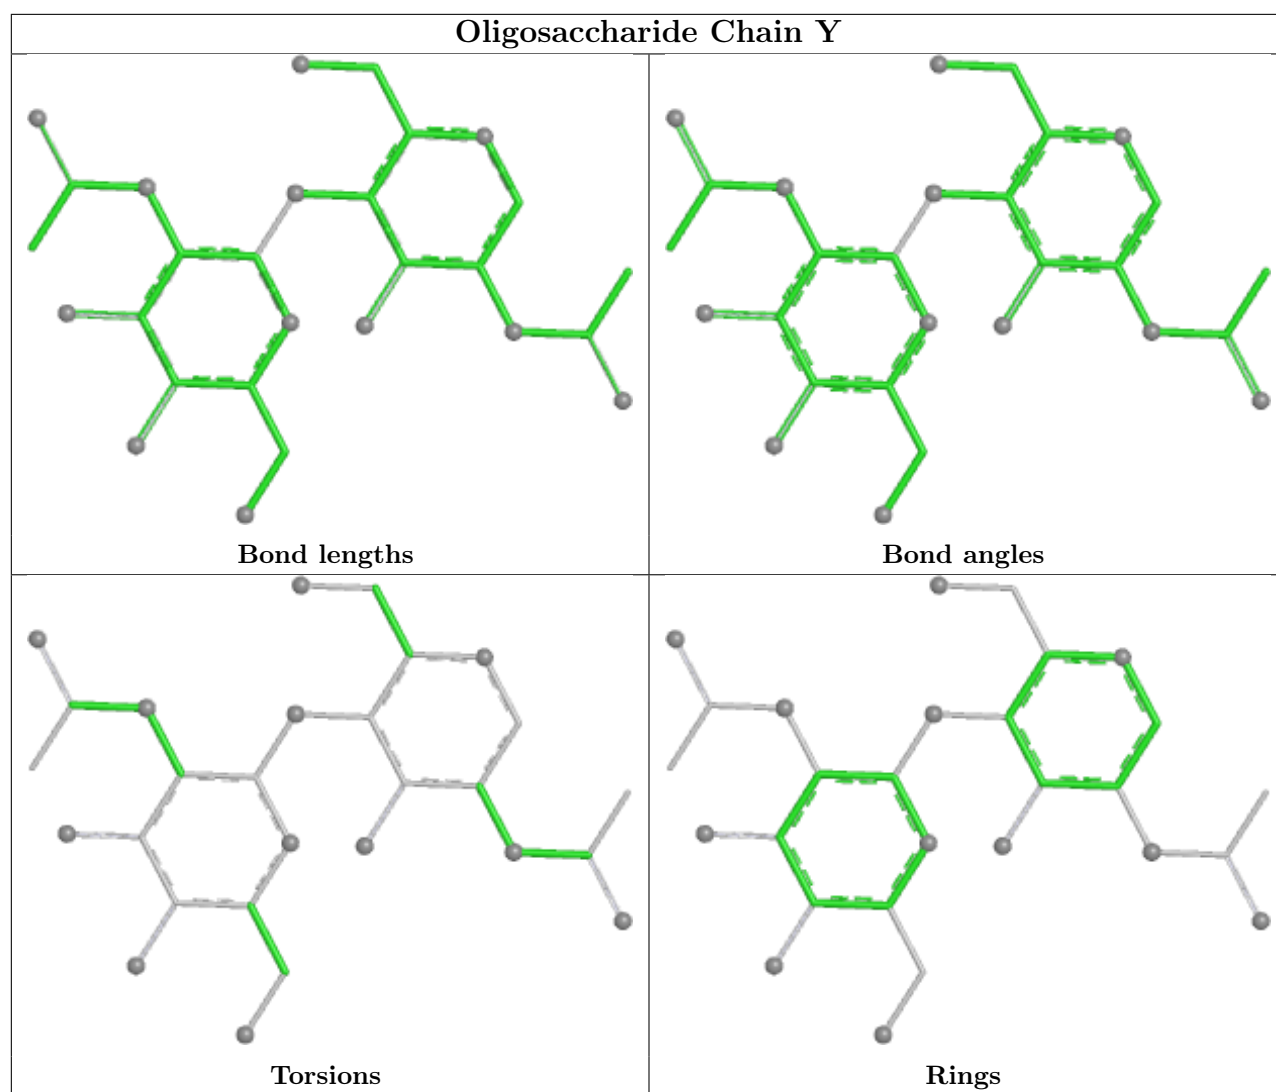 Oligosaccharide Chain Y
Bond lengths
Bond angles
Torsions
Rings